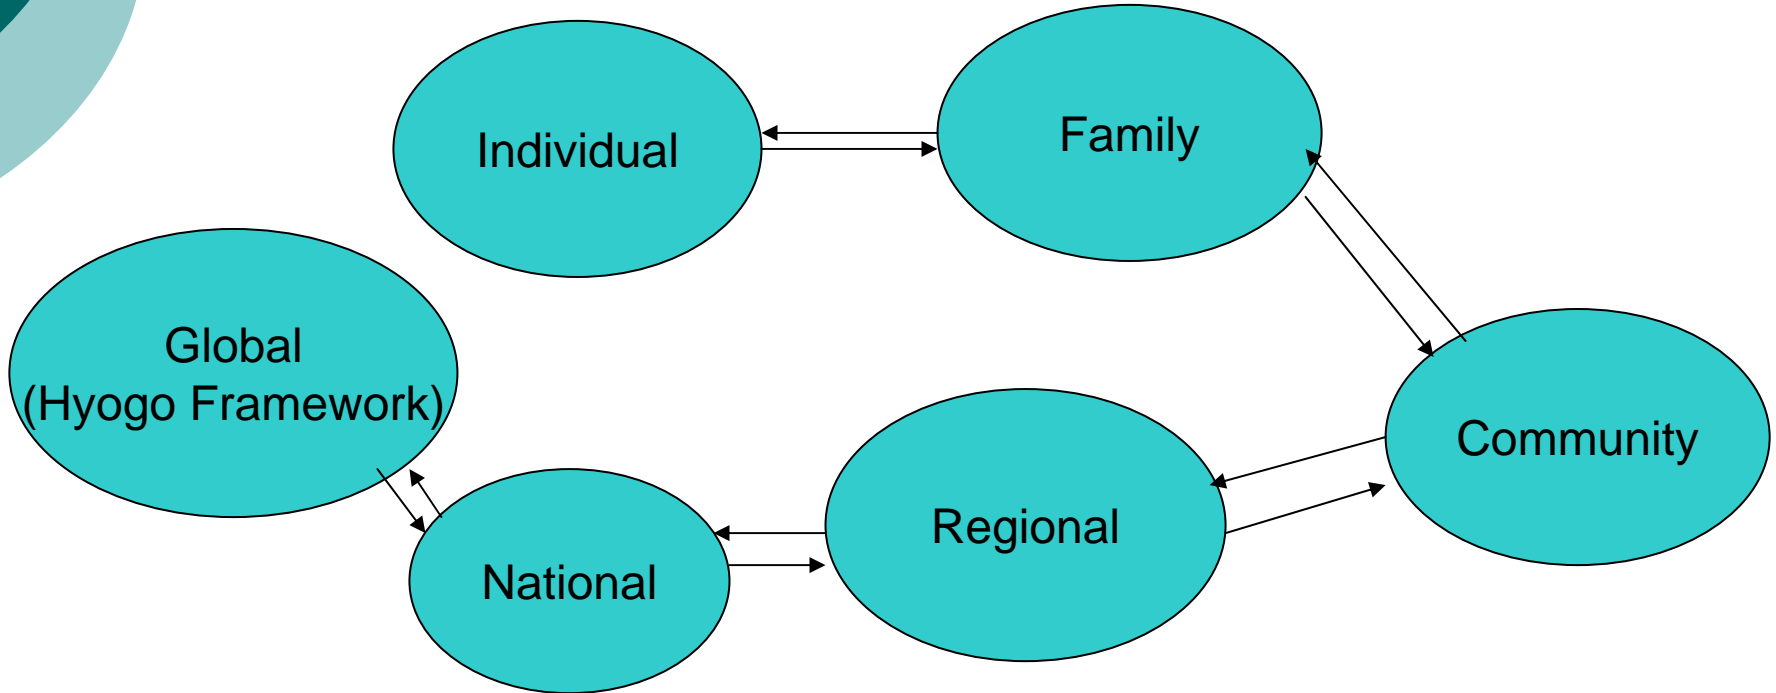 Individual
Family
Global
(Hyogo Framework)
Community
Regional
National